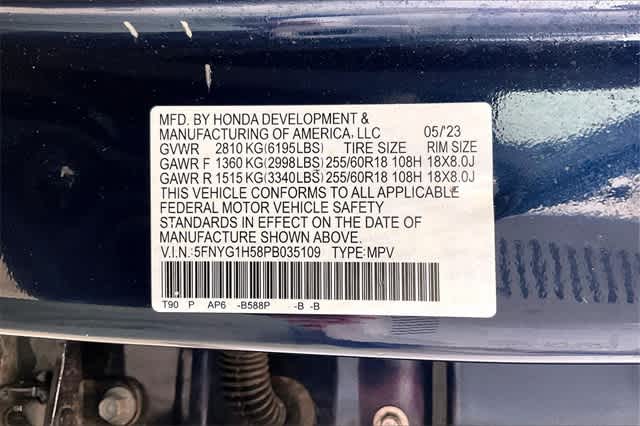 MFD. BY HONDA DEVELOPMENT &
MANUFACTURING OF AMERICA, LLC 05/'23
GVWR 2810 KG(6195LBS) TIRE SIZE RIM SIZE
GAWR F 1360 KG(2998LBS) 255/60R18 108H 18X8.0J
GAWR R 1515 KG(3340LBS) 255/60R18 108H 18X8.0J
THIS VEHICLE CONFORMS TO ALL APPLICABLE
FEDERAL MOTOR VEHICLE SAFETY
STANDARDS IN EFFECT ON THE DATE OF
MANUFACTURE SHOWN ABOVE.
V.I.N.: 5FNYG1H58PB035109 TYPE: MPV
T90 P AP6 -B588P -B -B